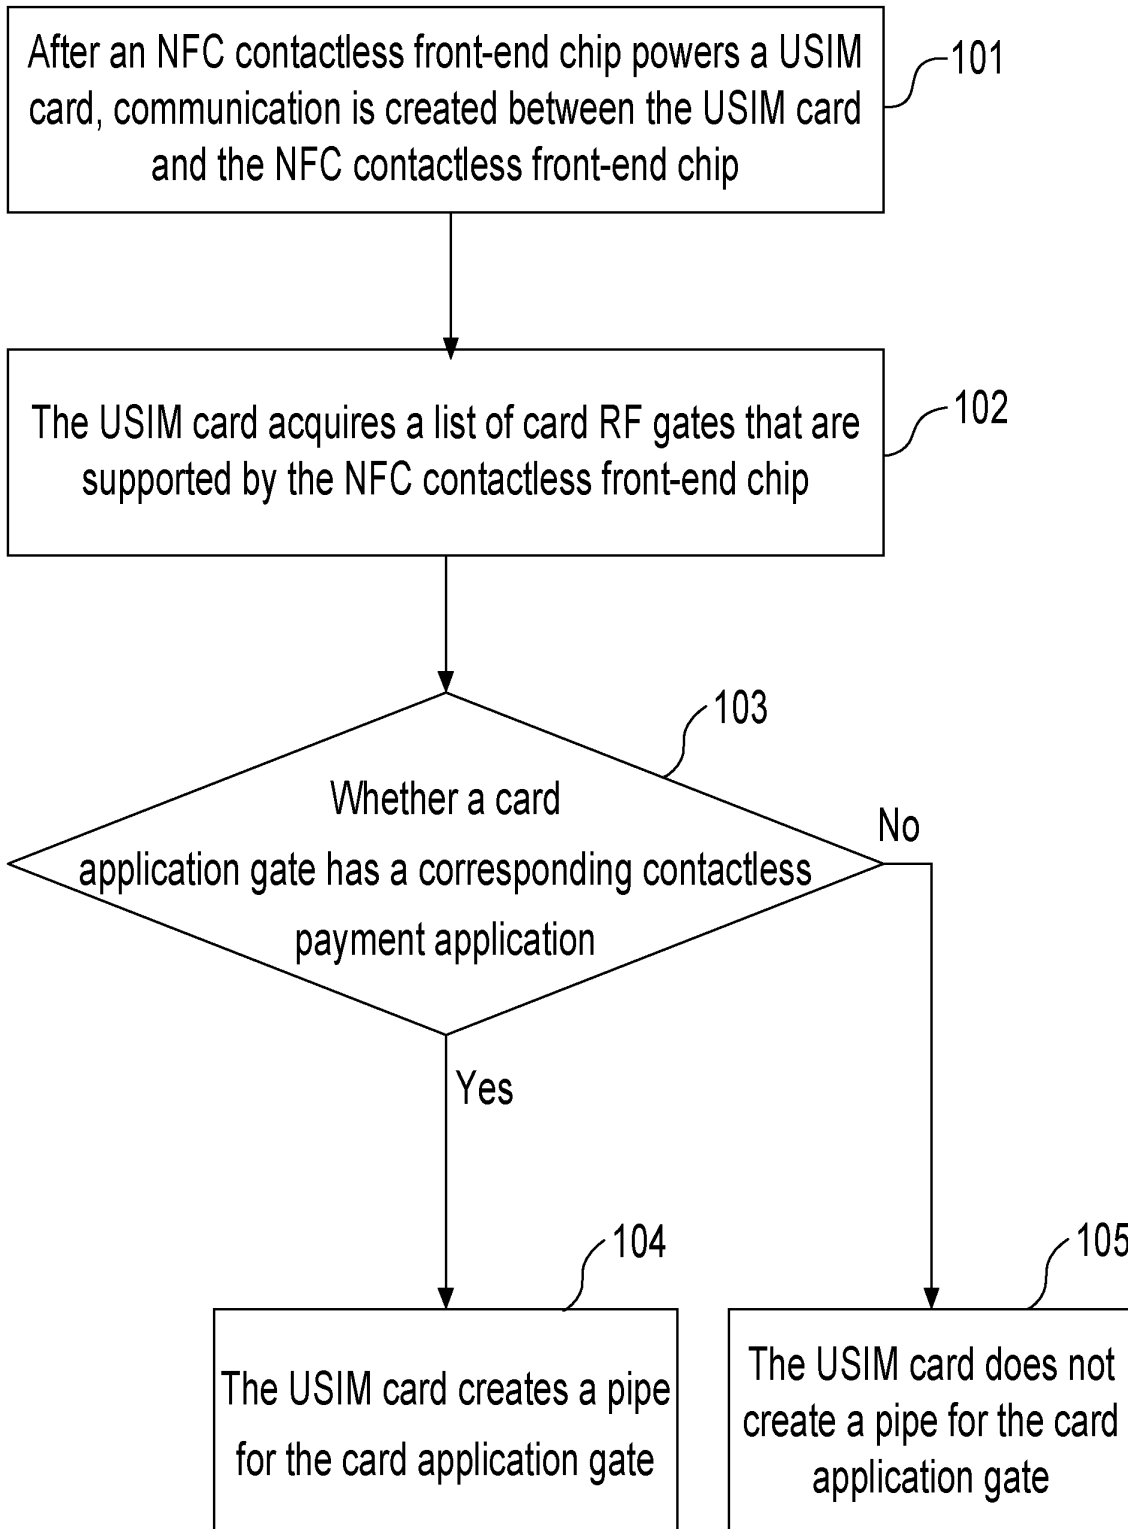 After an NFC contactless front-end chip powers a USIM
card, communication is created between the USIM card
and the NFC contactless front-end chip
101
The USIM card acquires a list of card RF gates that are
supported by the NFC contactless front-end chip
102
103
Whether a card
application gate has a corresponding contactless
payment application
No
Yes
104
The USIM card creates a pipe
for the card application gate
105
The USIM card does not
create a pipe for the card
application gate